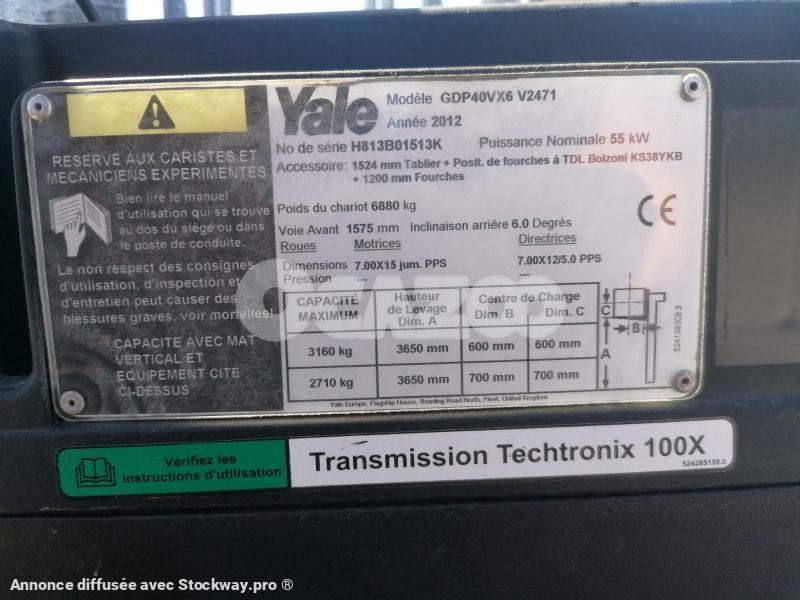 Yale
Modèle GDP40VX6 V2471
Année 2012
No de série H813B01513K Puissance Nominale 55 kW
Accessoire: 1524 mm Tablier + Posit. de fourches à TDL Bolzoni KS38YKB
+ 1200 mm Fourches
Poids du chariot 6880 kg
Voie Avant 1575 mm Inclinaison arrière 6.0 Degrés
Roues Motrices Directrices
Dimensions 7.00X15 jum. PPS 7.00X12/5.0 PPS
Pression --- ---
CE
RESERVE AUX CARISTES ET
MECANICIENS EXPERIMENTES
Bien lire le manuel
d'utilisation qui se trouve
au dos du siège ou dans
le poste de conduite.
Le non respect des consignes
d'utilisation, d'inspection et
d'entretien peut causer des
blessures graves, voir mortelles!
CAPACITE AVEC MAT
VERTICAL ET
EQUIPEMENT CITE
CI-DESSUS
CAPACITÉ MAXIMUM
Hauteur de Levage Dim. A
Centre de Charge
Dim. B Dim. C
3160 kg 3650 mm 600 mm 600 mm
2710 kg 3650 mm 700 mm 700 mm
C
B
A
524138308.3
Yale Europe, Flagship House, Reading Road North, Fleet, United Kingdom
OCAZOO
Vérifiez les
instructions d'utilisation
Transmission Techtronix 100X
524265159.0
Annonce diffusée avec Stockway.pro ®